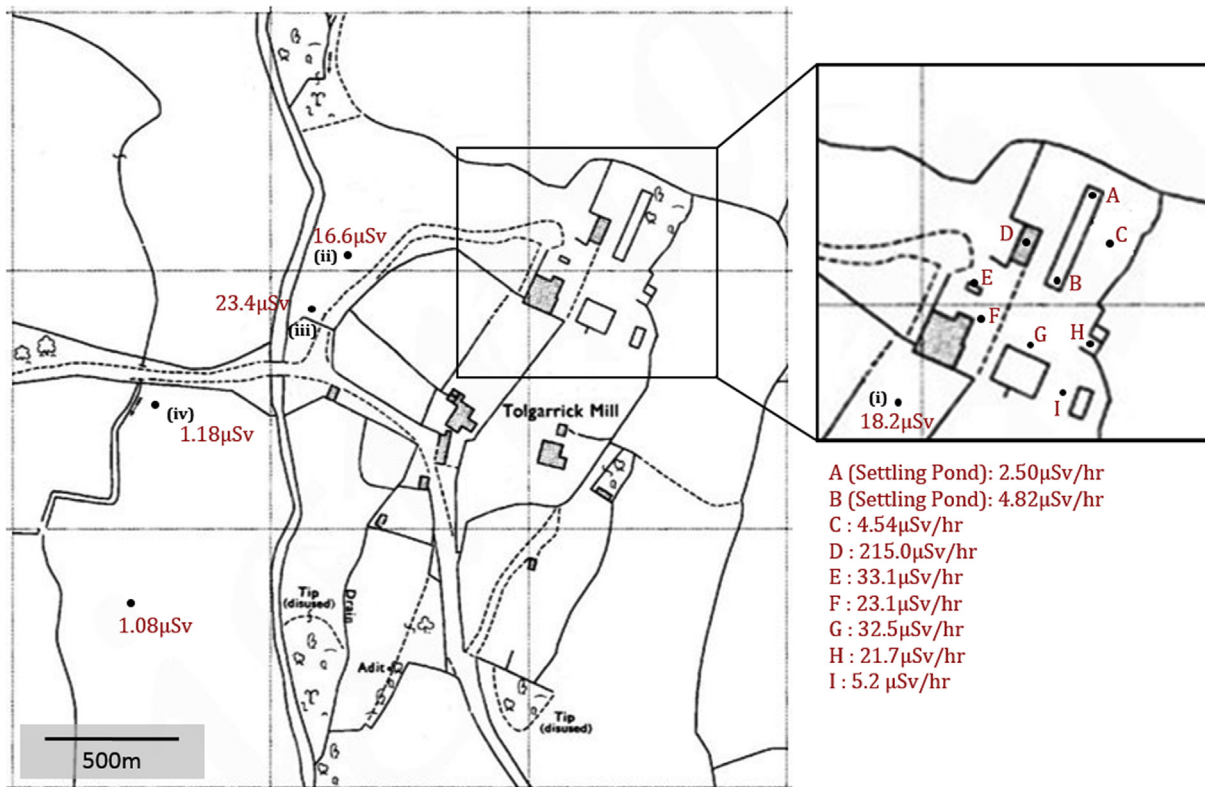 16.6µSv
(ii)
23.4µSv
(iii)
(iv)
1.18µSv
Tolgarrick Mill
Tip
(disused)
Drain
1.08µSv
Adit
Tip
(disused)
500m
A
D
C
E
B
F
G
H
(i)
I
18.2µSv
A (Settling Pond): 2.50µSv/hr
B (Settling Pond): 4.82µSv/hr
C : 4.54µSv/hr
D : 215.0µSv/hr
E : 33.1µSv/hr
F : 23.1µSv/hr
G : 32.5µSv/hr
H : 21.7µSv/hr
I : 5.2 µSv/hr